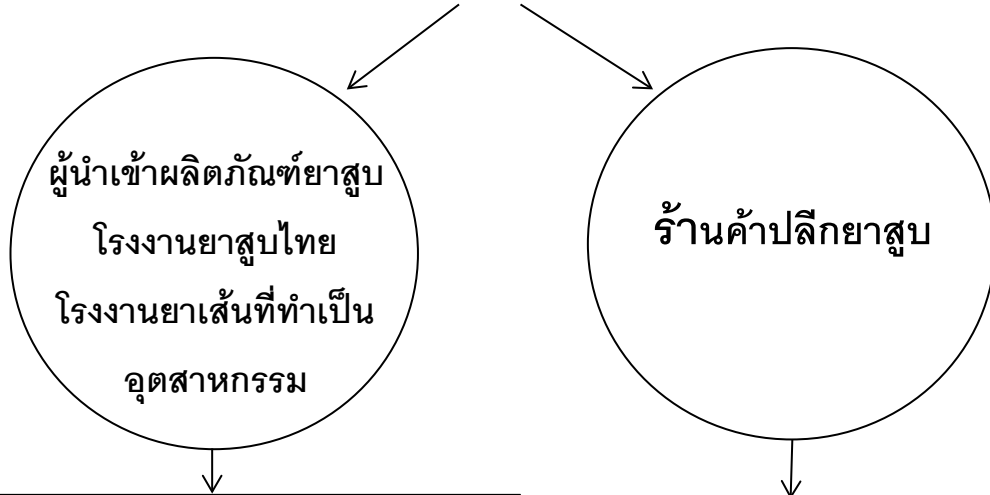 ผู้นำเข้าผลิตภัณฑ์ยาสูบ
โรงงานยาสูบไทย
โรงงานยาเส้นที่ทำเป็น
อุตสาหกรรม
ร้านค้าปลีกยาสูบ